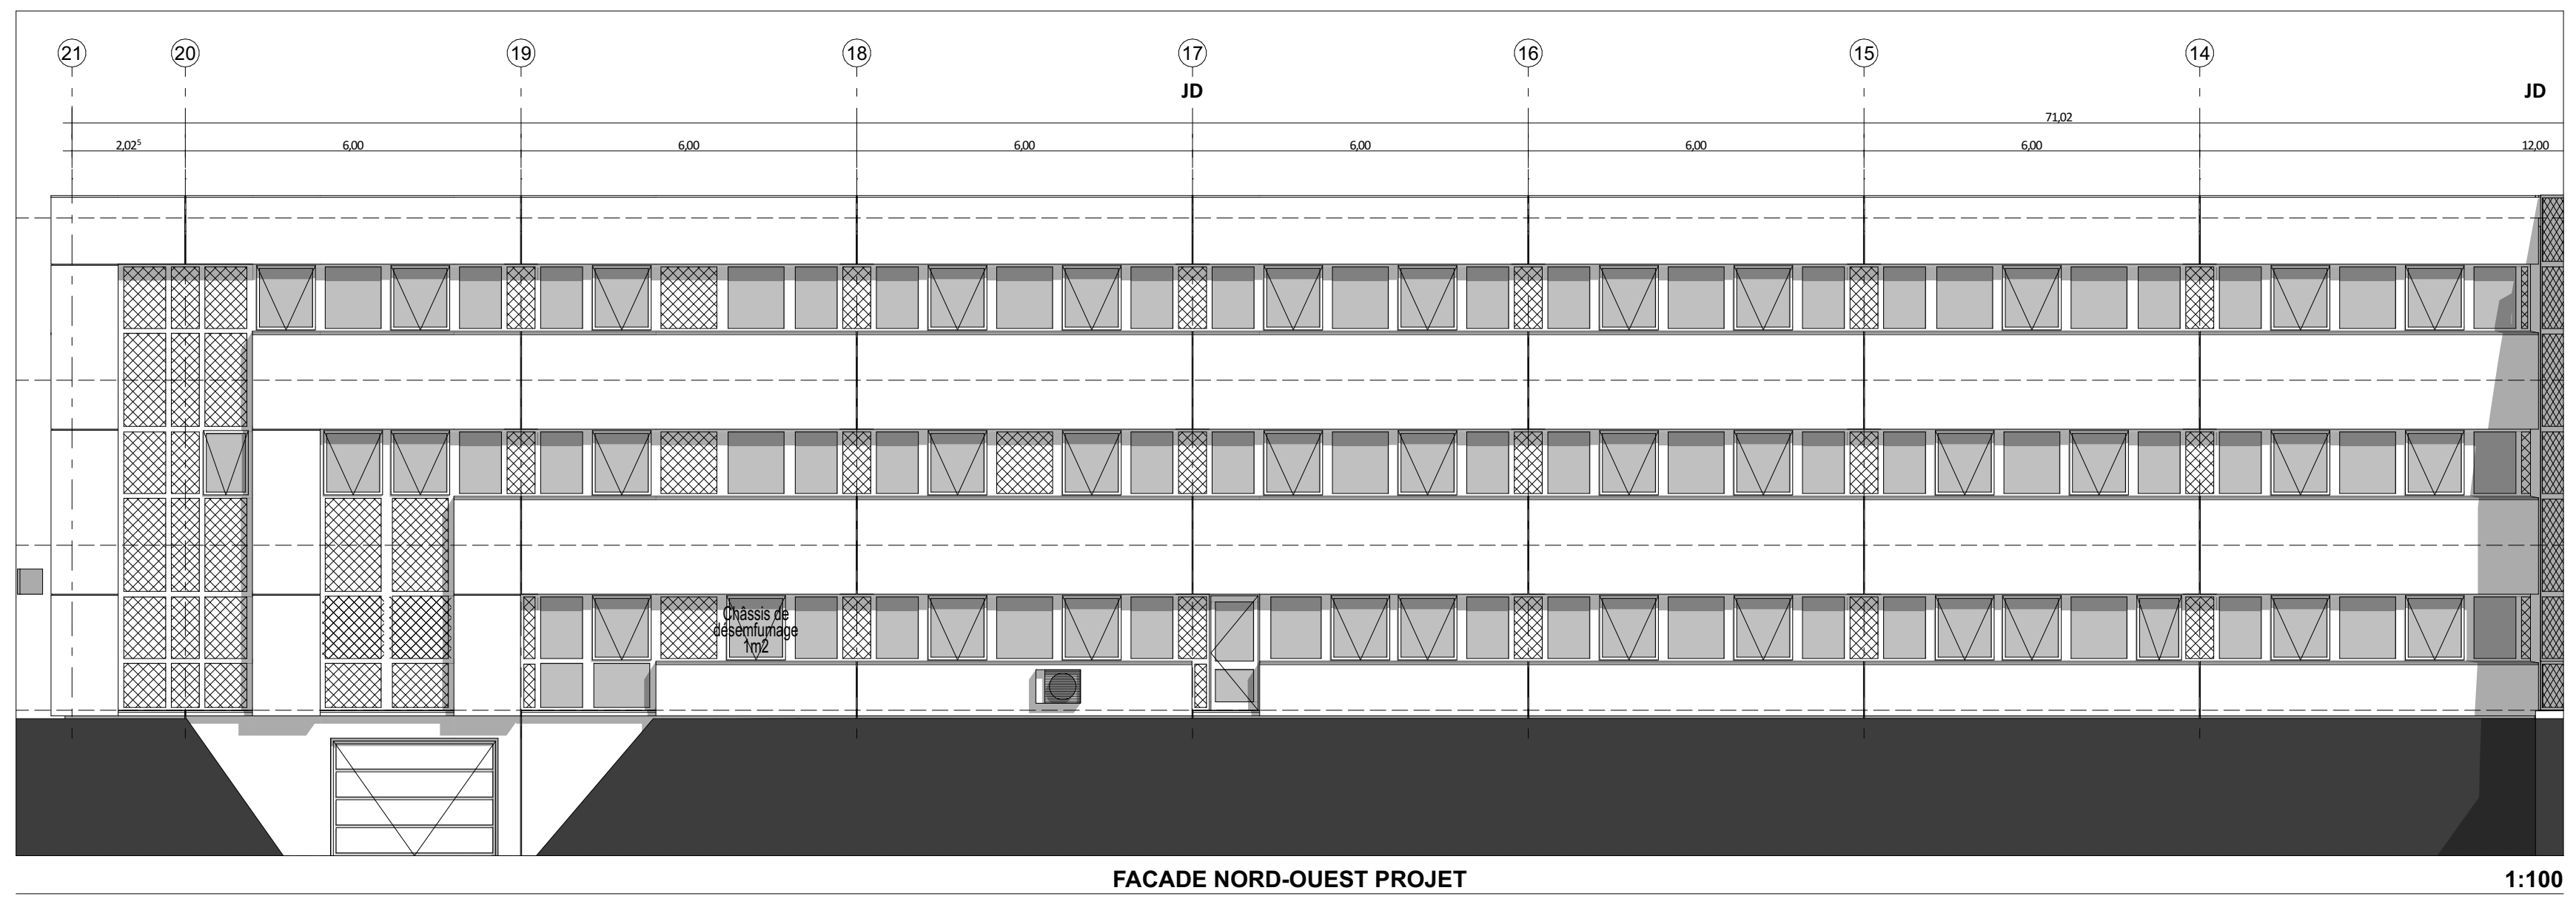 21 20 19 18 17 16 15 14
JD JD
71,02
2,02⁵ 6,00 6,00 6,00 6,00 6,00 6,00 12,00
Châssis de
désemfumage
1m2
FACADE NORD-OUEST PROJET 1:100